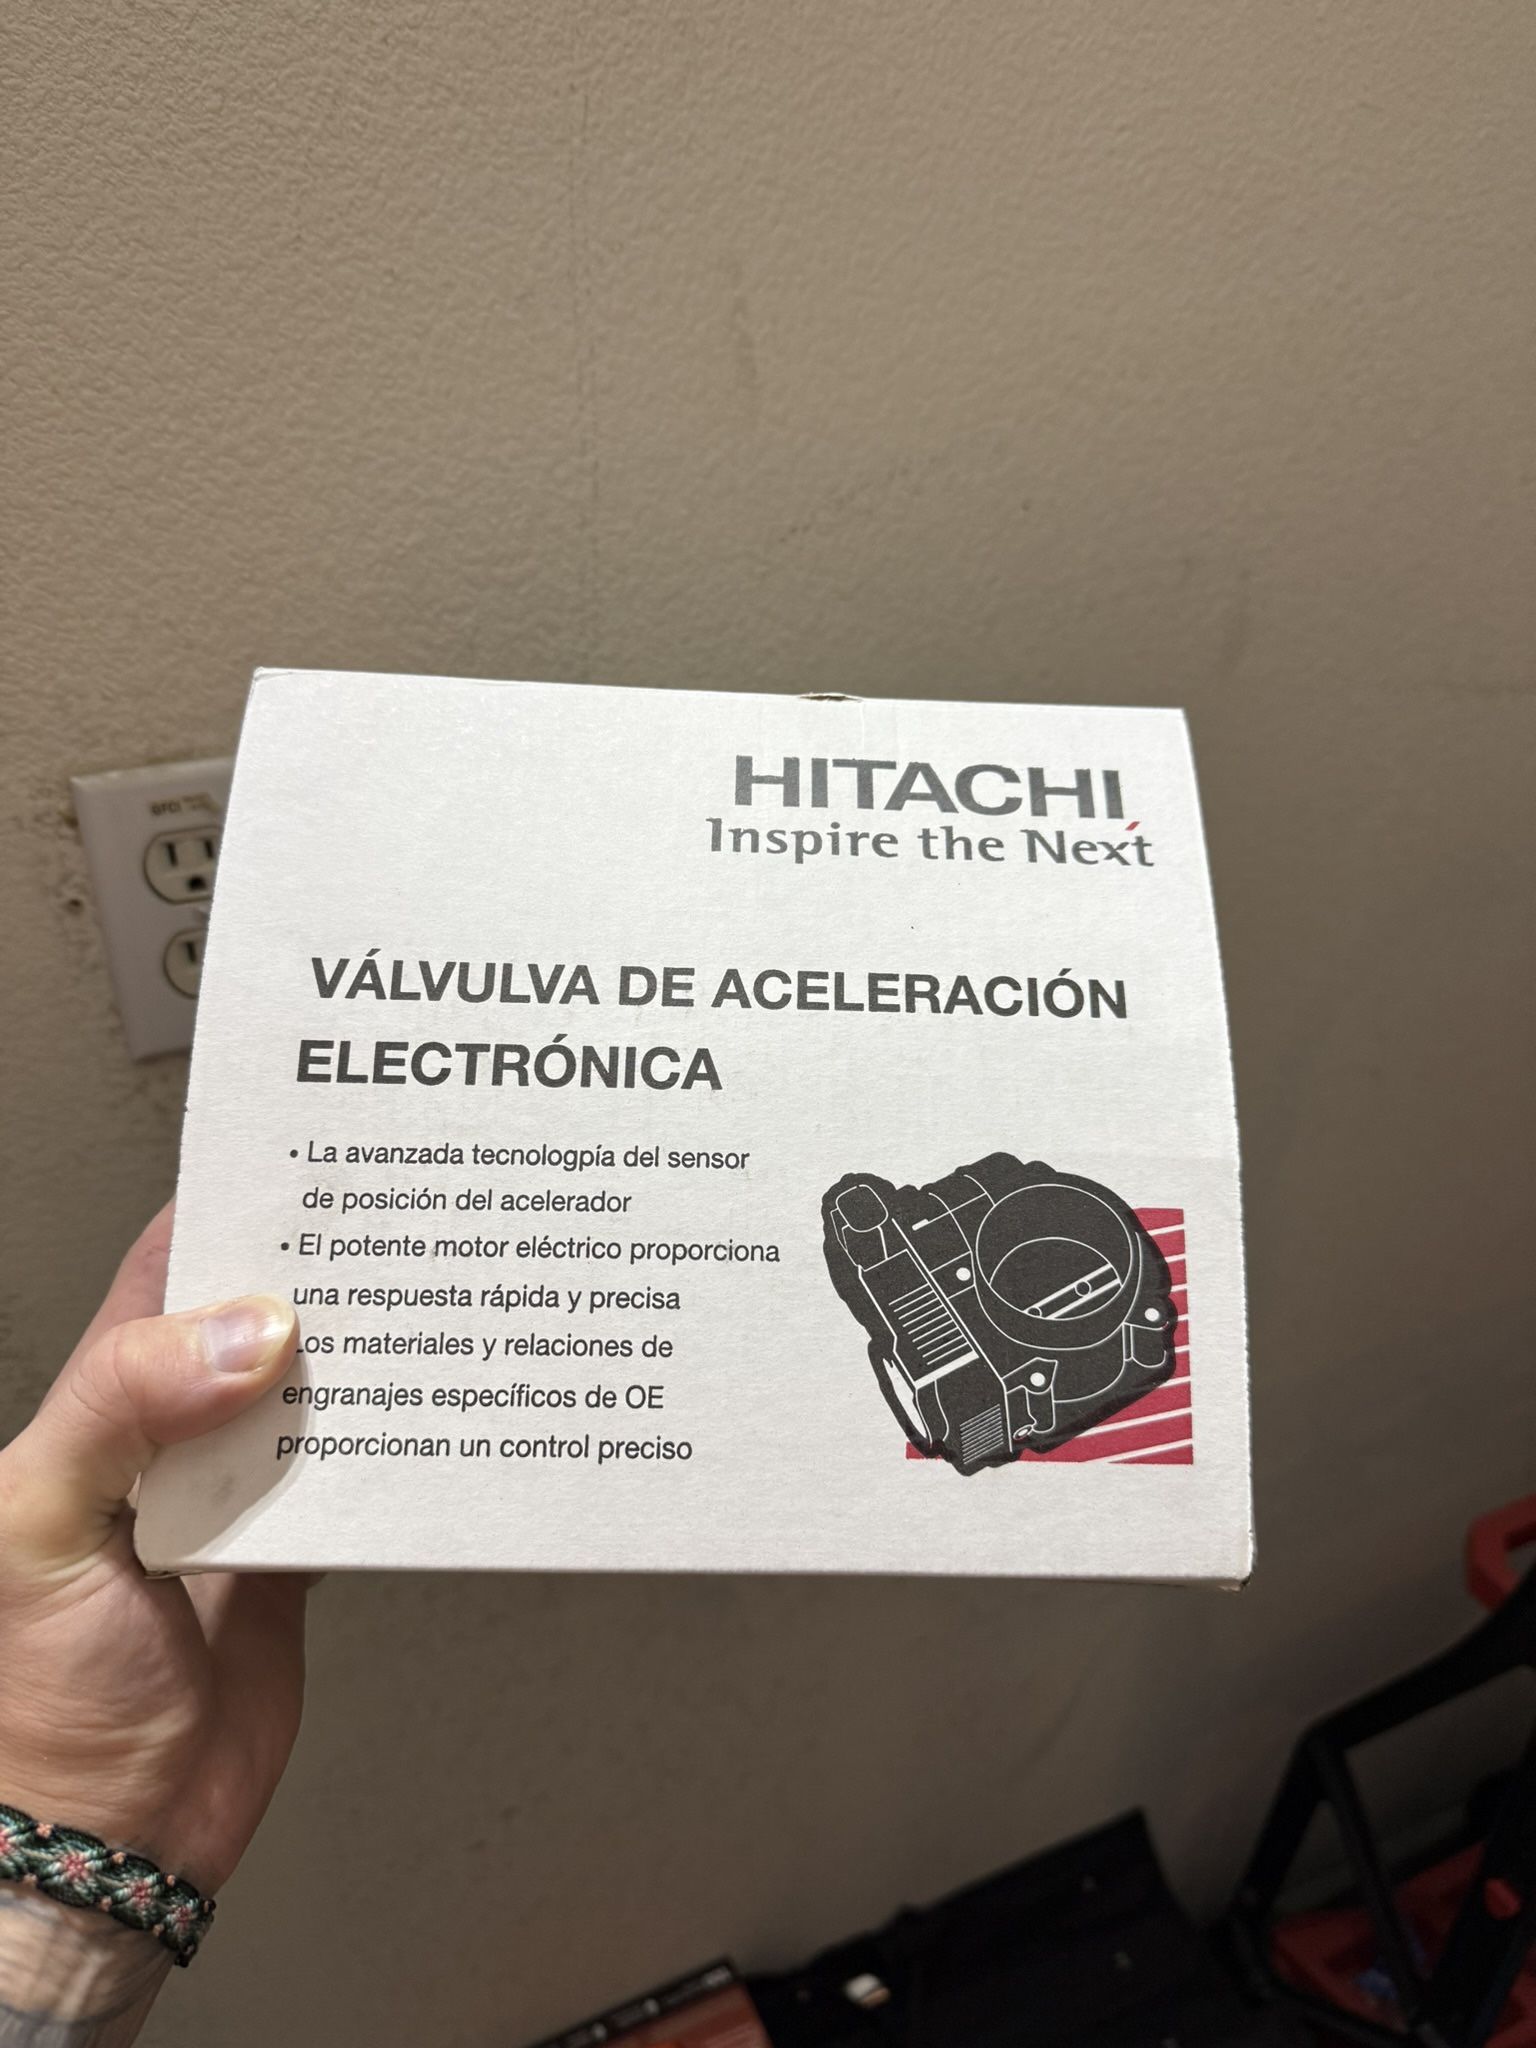 HITACHI
Inspire the Next
VÁLVULVA DE ACELERACIÓN
ELECTRÓNICA
• La avanzada tecnologpía del sensor
de posición del acelerador
• El potente motor eléctrico proporciona
una respuesta rápida y precisa
Los materiales y relaciones de
engranajes específicos de OE
proporcionan un control preciso